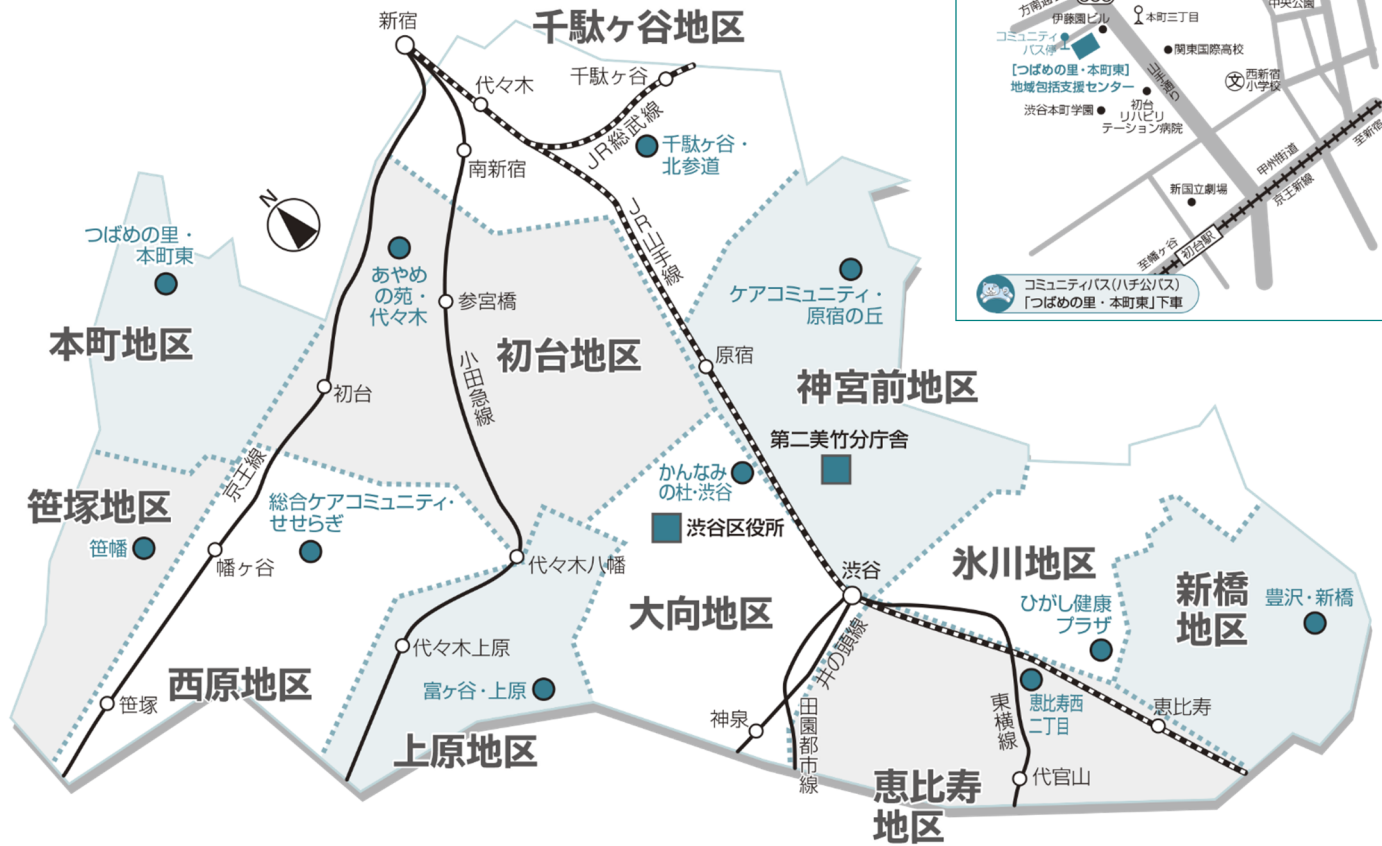 新宿
千駄ヶ谷地区
代々木
千駄ヶ谷
JR総武線
千駄ヶ谷・
北参道
南新宿
N
JR山手線
つばめの里・
本町東
あやめ
の苑・
代々木
参宮橋
ケアコミュニティ・
原宿の丘
本町地区
初台地区
原宿
小田急線
初台
神宮前地区
第二美竹分庁舎
京王線
かんなみ
の杜・渋谷
笹塚地区
総合ケアコミュニティ・
せせらぎ
渋谷区役所
笹幡
幡ヶ谷
代々木八幡
渋谷
氷川地区
新橋
地区
豊沢・新橋
大向地区
ひがし健康
プラザ
代々木上原
井の頭線
西原地区
富ヶ谷・上原
笹塚
神泉
田園都市線
東横線
恵比寿西
二丁目
恵比寿
上原地区
代官山
恵比寿
地区
方南通り
中央公園
伊藤園ビル
本町三丁目
コミュニティ
バス停
関東国際高校
[つばめの里・本町東]
地域包括支援センター
山手通り
文
西新宿
小学校
渋谷本町学園
初台
リハビリ
テーション病院
甲州街道
至新宿
新国立劇場
京王新線
至幡ヶ谷
初台駅
コミュニティバス(ハチ公バス)
「つばめの里・本町東」下車